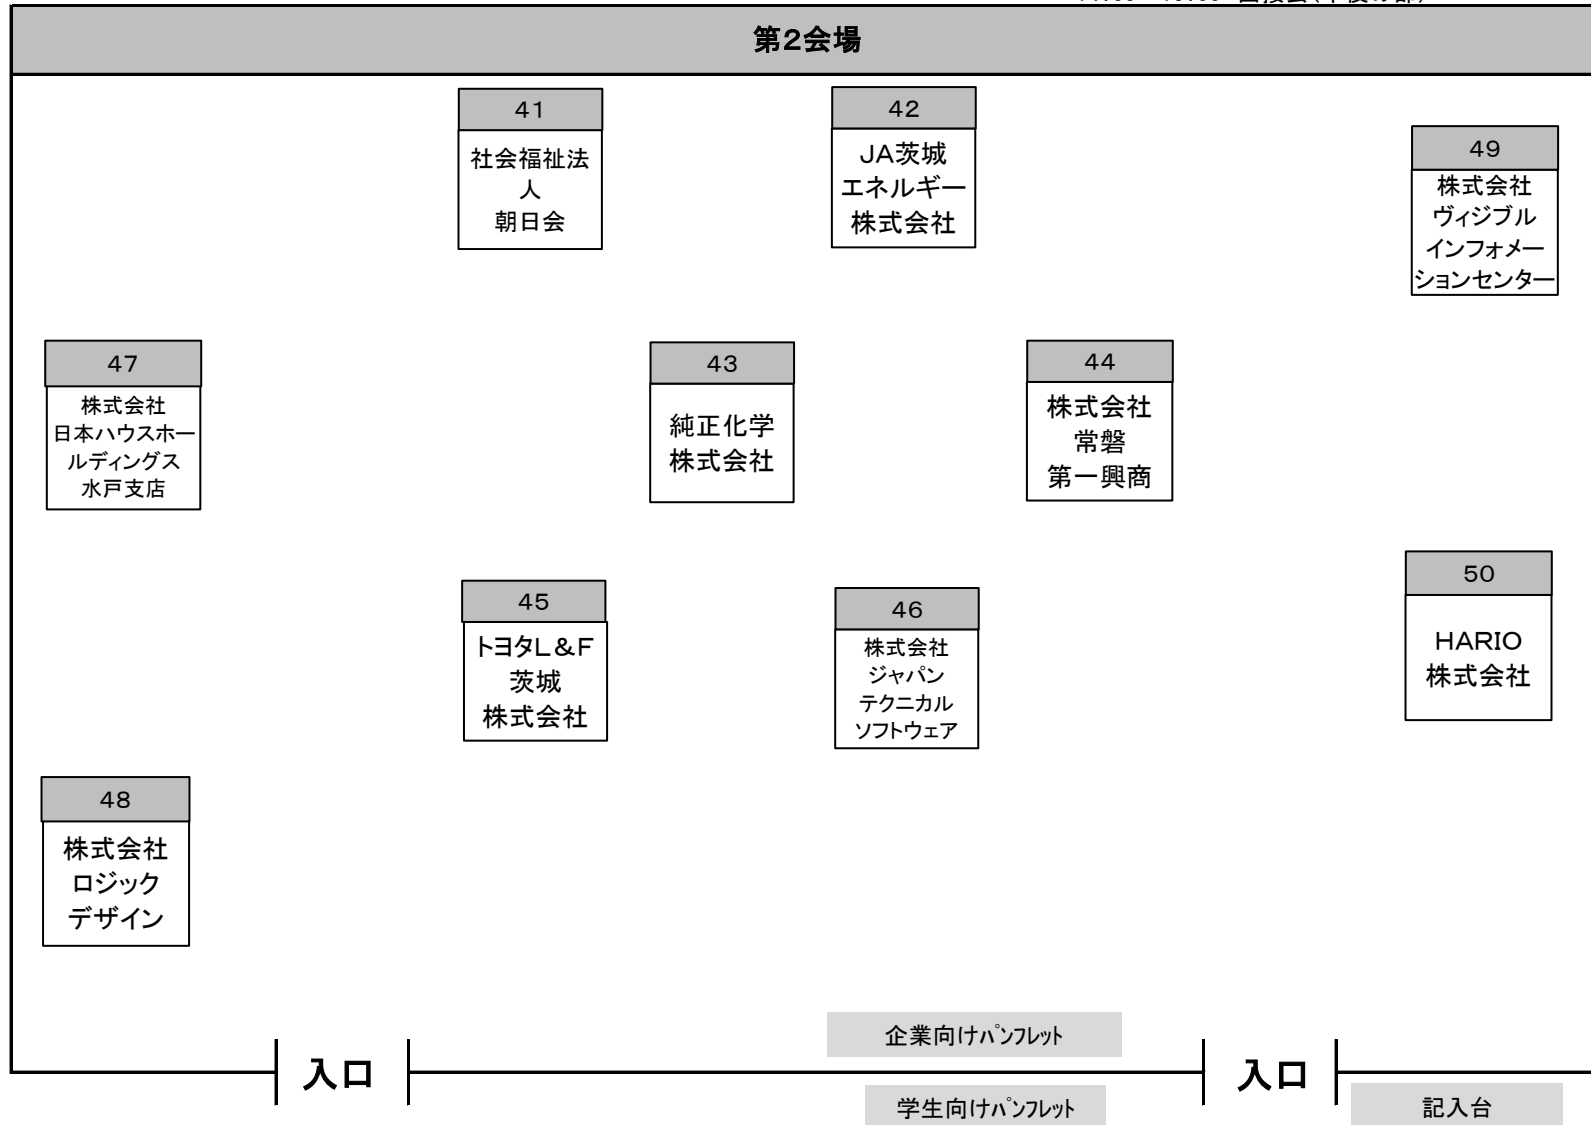 第２会場
41
社会福祉法
人
朝日会
42
ＪＡ茨城
エネルギー
株式会社
49
株式会社
ヴィジブル
インフォメー
ションセンター
47
株式会社
日本ハウスホー
ルディングス
水戸支店
43
純正化学
株式会社
44
株式会社
常磐
第一興商
45
トヨタＬ＆Ｆ
茨城
株式会社
46
株式会社
ジャパン
テクニカル
ソフトウェア
50
ＨＡＲＩＯ
株式会社
48
株式会社
ロジック
デザイン
企業向けﾊﾟﾝﾌﾚｯﾄ
入口
入口
学生向けﾊﾟﾝﾌﾚｯﾄ
記入台